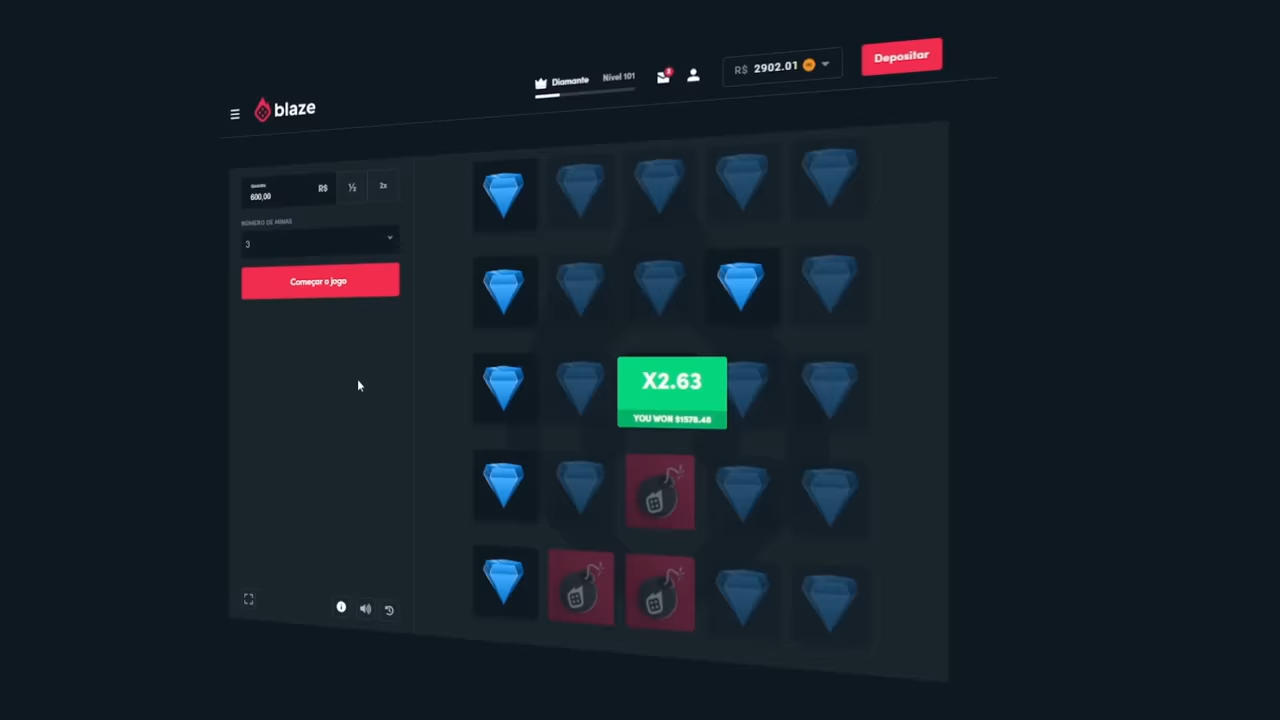 blaze
Diamante
Nível 101
R$ 2902.01
Depositar
Quantia
600,00
R$
½
2x
NÚMERO DE MINAS
3
Começar o jogo
X2.63
YOU WON $1578.48